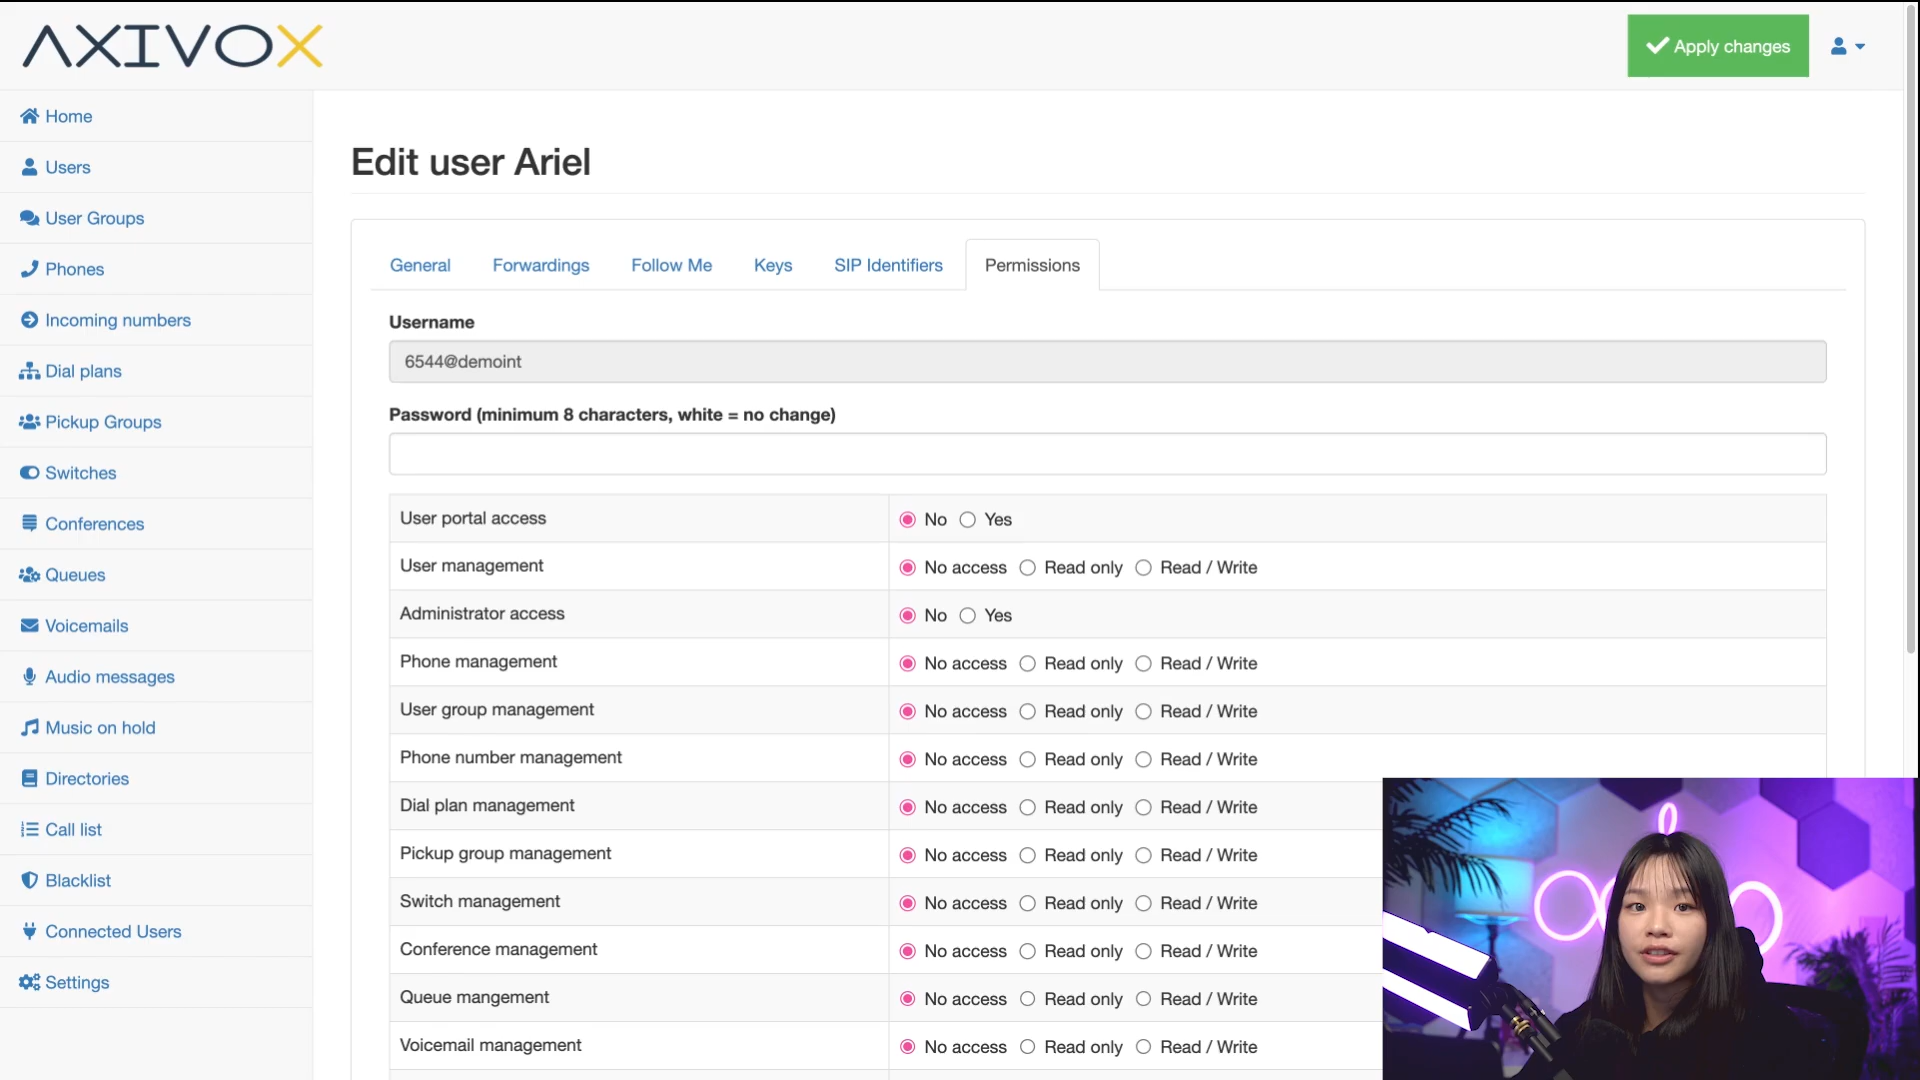 AXIVOX
Apply changes
Home
Users
User Groups
Phones
Incoming numbers
Dial plans
Pickup Groups
Switches
Conferences
Queues
Voicemails
Audio messages
Music on hold
Directories
Call list
Blacklist
Connected Users
Settings
Edit user Ariel
General Forwardings Follow Me Keys SIP Identifiers Permissions
Username
6544@demoint
Password (minimum 8 characters, white = no change)
User portal access No Yes
User management No access Read only Read / Write
Administrator access No Yes
Phone management No access Read only Read / Write
User group management No access Read only Read / Write
Phone number management No access Read only Read / Write
Dial plan management No access Read only Read / Write
Pickup group management No access Read only Read / Write
Switch management No access Read only Read / Write
Conference management No access Read only Read / Write
Queue mangement No access Read only Read / Write
Voicemail management No access Read only Read / Write